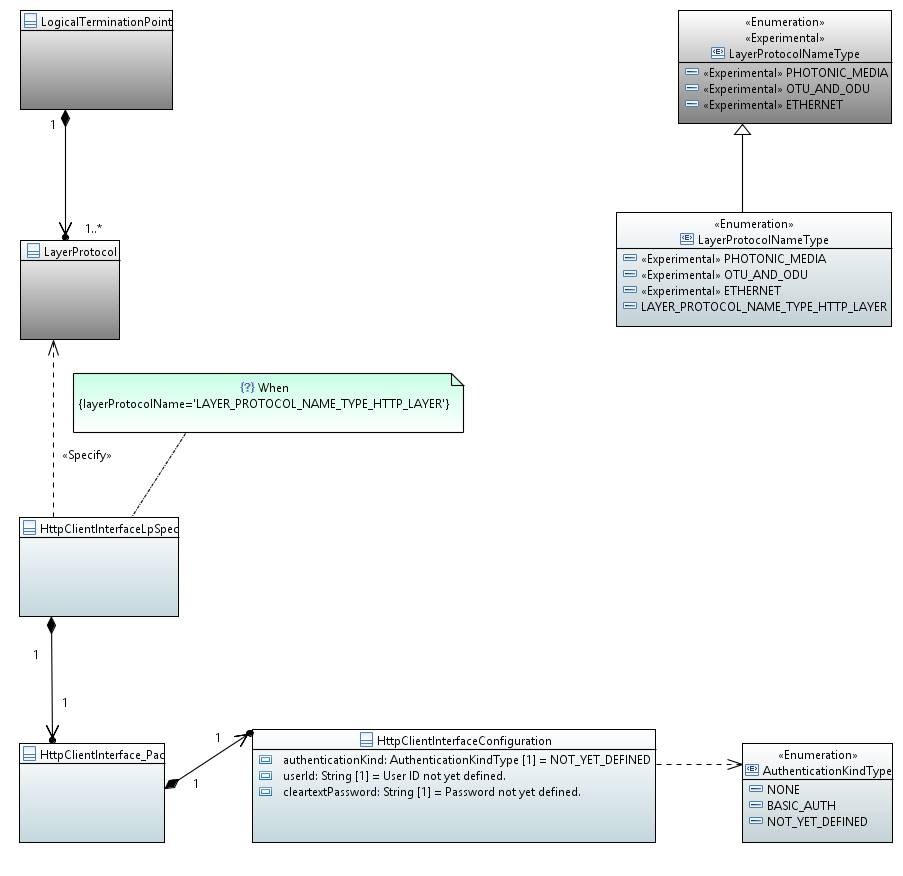 LogicalTerminationPoint
1
1..*
LayerProtocol
«Enumeration»
«Experimental»
LayerProtocolNameType
«Experimental» PHOTONIC_MEDIA
«Experimental» OTU_AND_ODU
«Experimental» ETHERNET
«Enumeration»
LayerProtocolNameType
«Experimental» PHOTONIC_MEDIA
«Experimental» OTU_AND_ODU
«Experimental» ETHERNET
LAYER_PROTOCOL_NAME_TYPE_HTTP_LAYER
{?} When
{layerProtocolName='LAYER_PROTOCOL_NAME_TYPE_HTTP_LAYER'}
«Specify»
HttpClientInterfaceLpSpec
1
1
HttpClientInterface_Pac
1
1
HttpClientInterfaceConfiguration
authenticationKind: AuthenticationKindType [1] = NOT_YET_DEFINED
userId: String [1] = User ID not yet defined.
cleartextPassword: String [1] = Password not yet defined.
«Enumeration»
AuthenticationKindType
NONE
BASIC_AUTH
NOT_YET_DEFINED